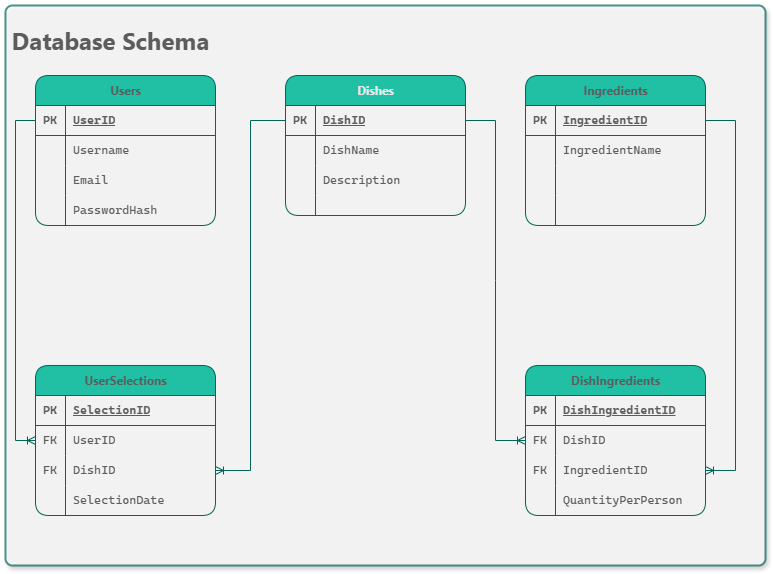 Database Schema
Users
PK UserID
Username
Email
PasswordHash
Dishes
PK DishID
DishName
Description
Ingredients
PK IngredientID
IngredientName
UserSelections
PK SelectionID
FK UserID
FK DishID
SelectionDate
DishIngredients
PK DishIngredientID
FK DishID
FK IngredientID
QuantityPerPerson